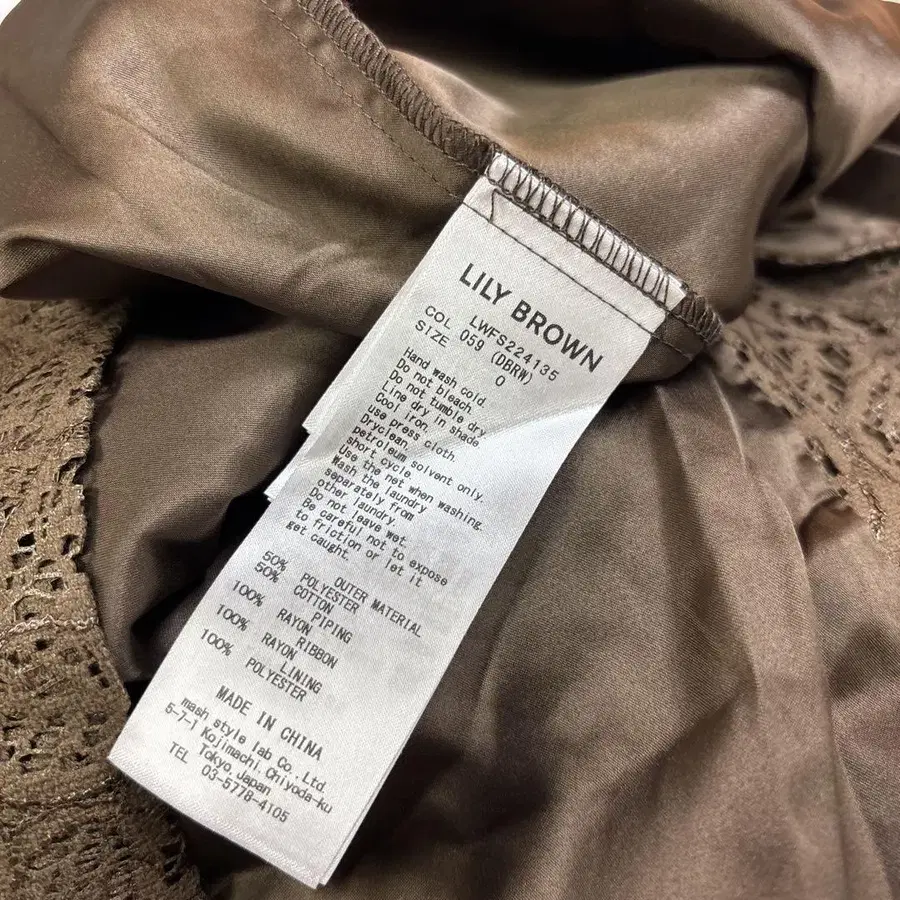 LILY BROWN
LWFS224135
COL 059 (DBRW)
SIZE 0
Hand wash cold.
Do not bleach.
Do not tumble dry.
Line dry in shade
Cool iron,
use press cloth.
Dryclean,
petroleum solvent only.
short cycle.
Use the net when washing.
Wash the laundry
separately from
other laundry.
Do not leave wet.
Be careful not to expose
to friction or let it
get caught.
OUTER MATERIAL
50% POLYESTER
50% COTTON
PIPING
100% RAYON
RIBBON
100% RAYON
LINING
100% POLYESTER
MADE IN CHINA
mash style lab Co., Ltd.
5-7-1 Kojimachi, Chiyoda-ku
Tokyo, Japan
TEL 03-5778-4105